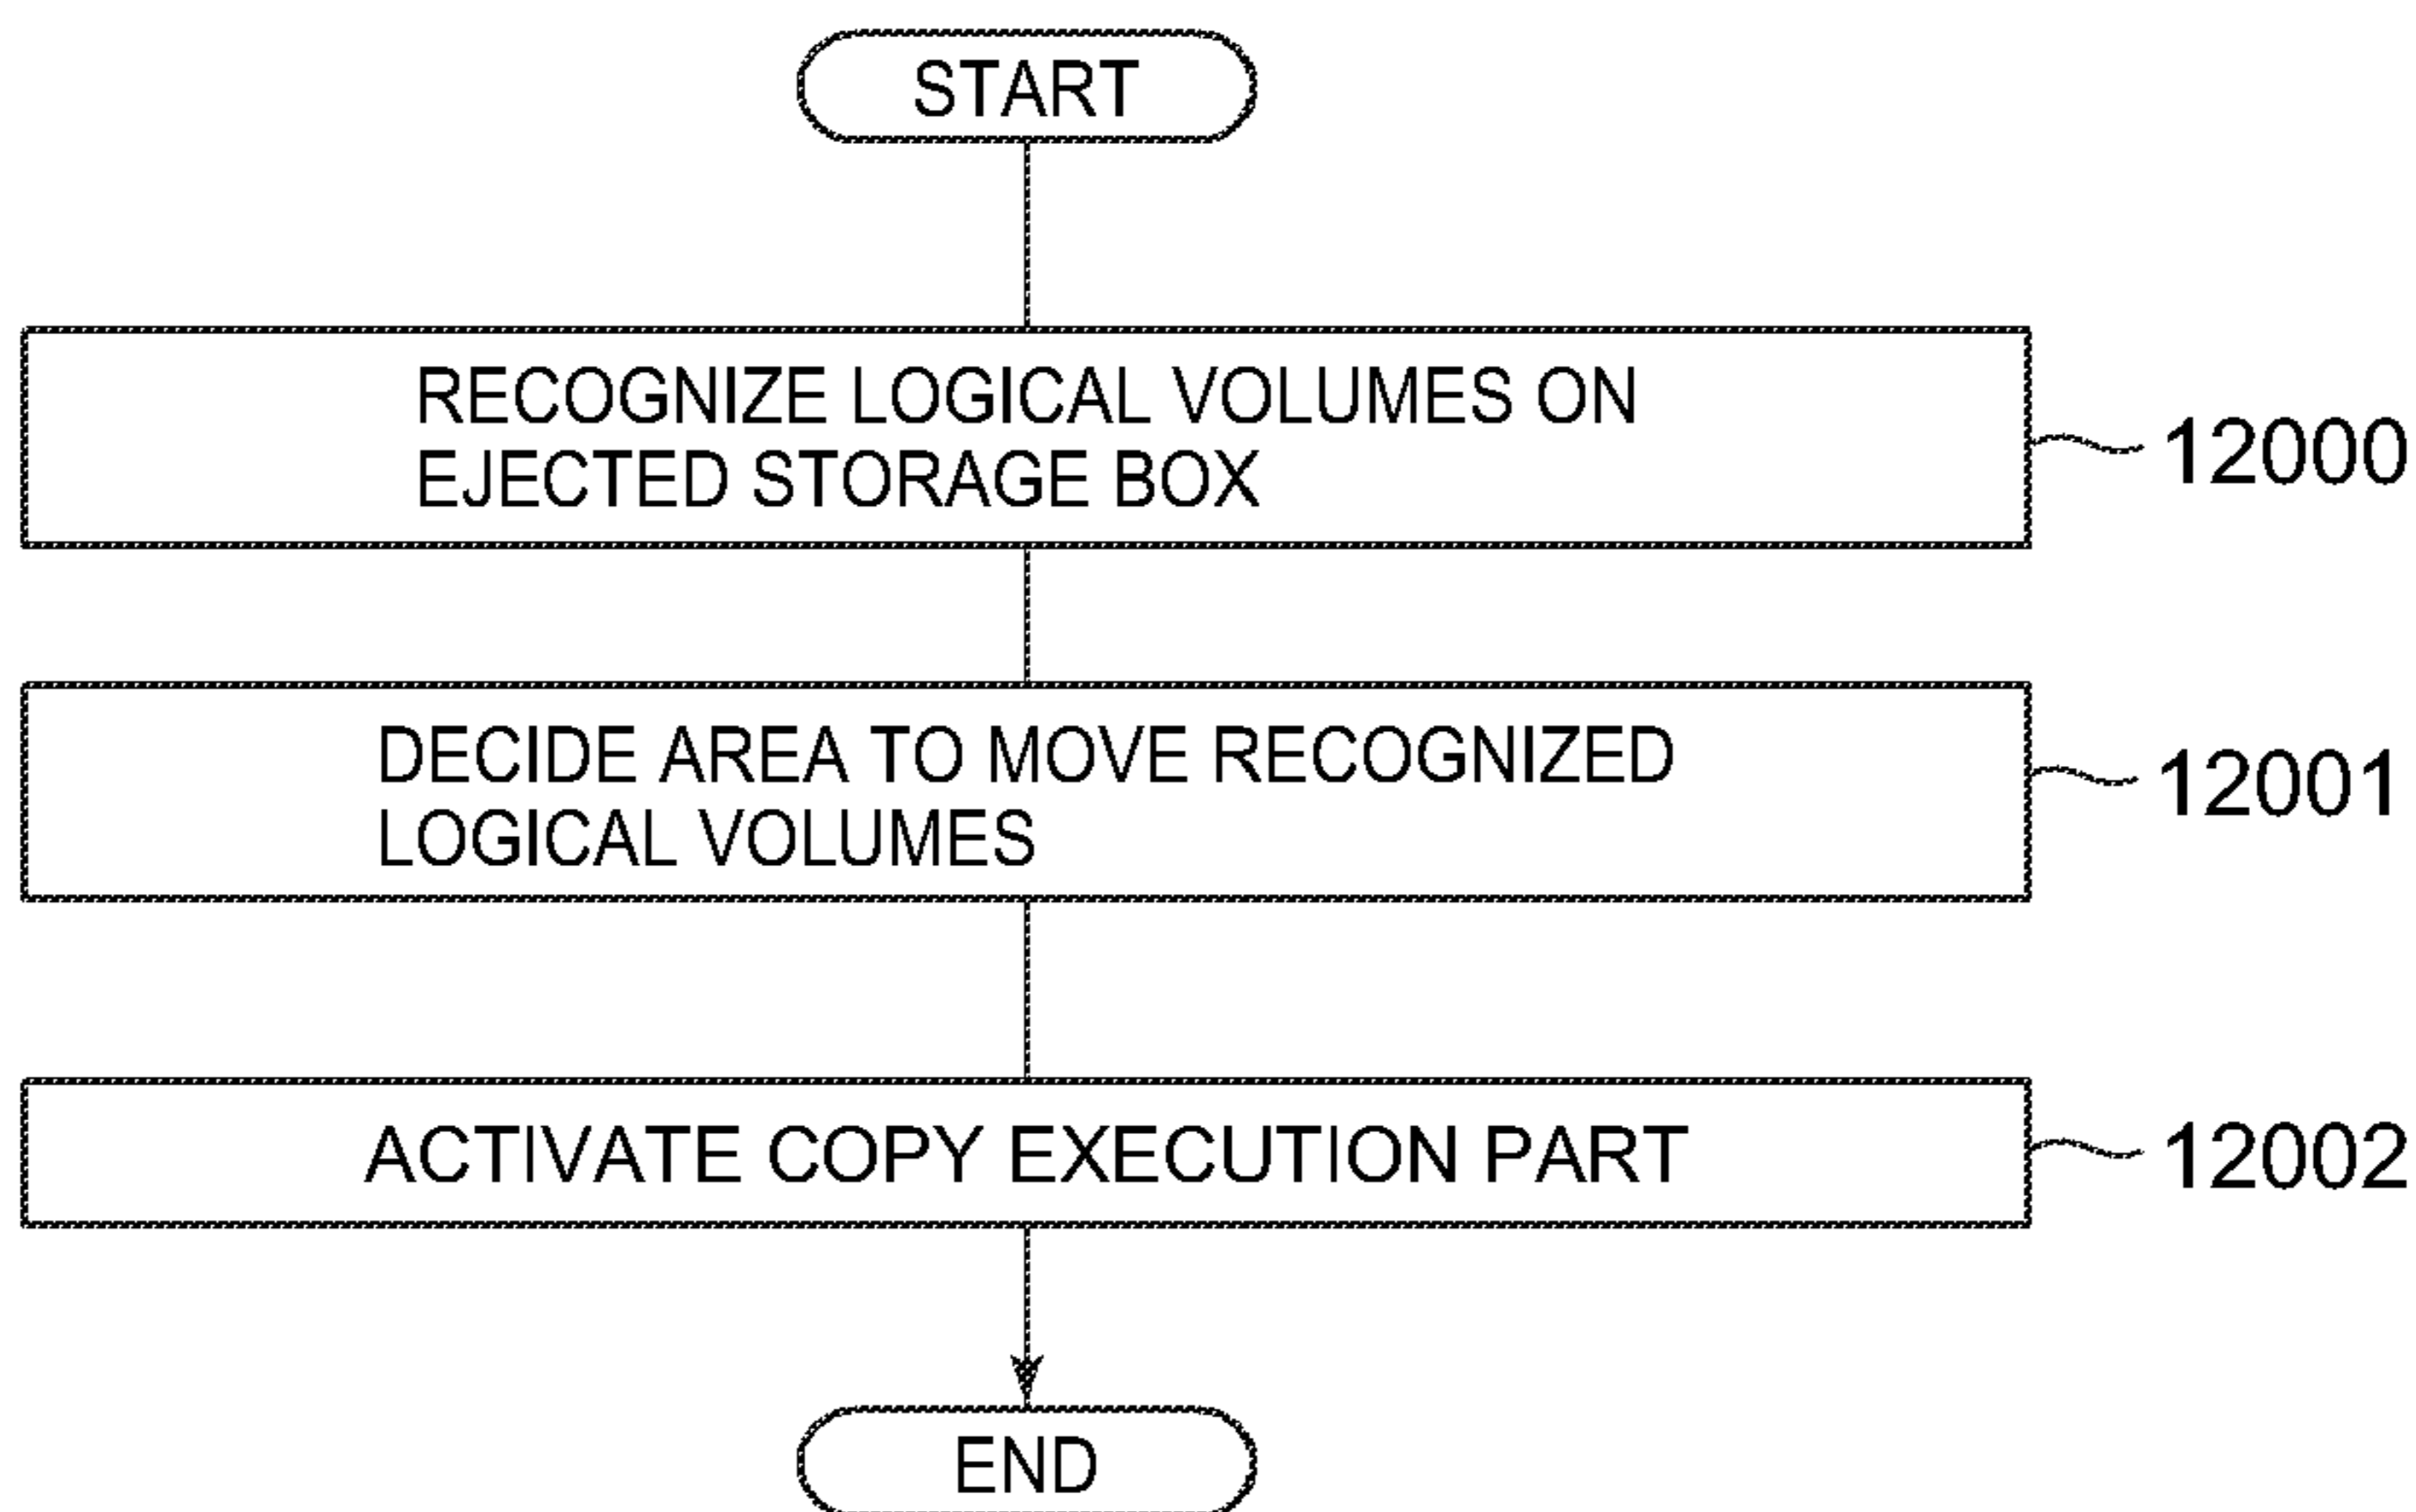 START
RECOGNIZE LOGICAL VOLUMES ON
EJECTED STORAGE BOX
12000
DECIDE AREA TO MOVE RECOGNIZED
LOGICAL VOLUMES
12001
ACTIVATE COPY EXECUTION PART
12002
END